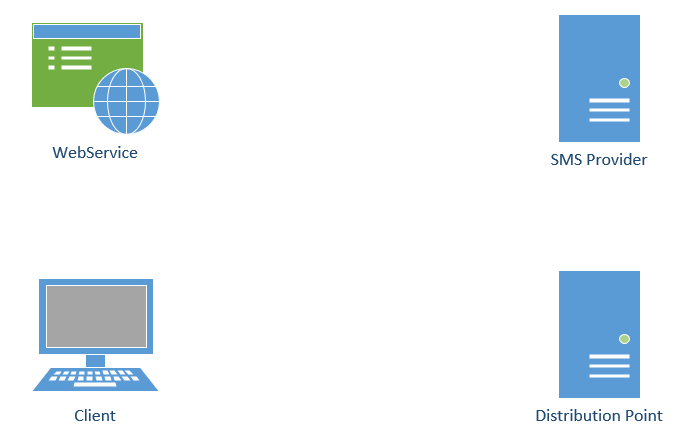 WebService
SMS Provider
Client
Distribution Point